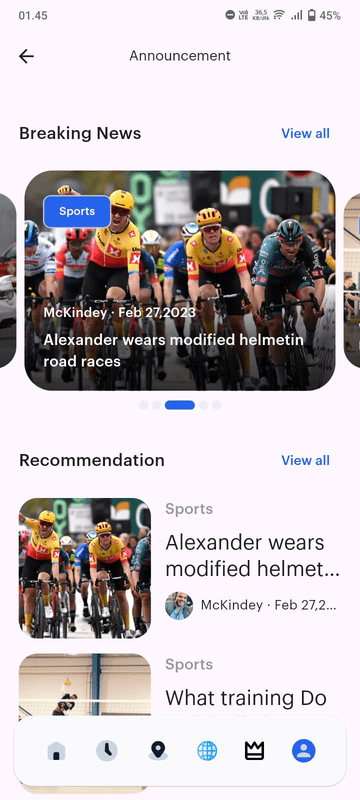 01.45
Vo) LTE
36,5 KB/dtk
45%
Announcement
Breaking News
View all
Sports
McKindey · Feb 27,2023
Alexander wears modified helmetin
road races
Recommendation
View all
Sports
Alexander wears
modified helmet...
McKindey · Feb 27,2...
Sports
What training Do